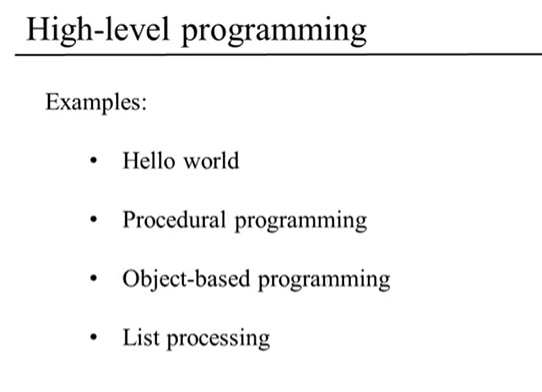 High-level programming
Examples:
• Hello world
• Procedural programming
• Object-based programming
• List processing